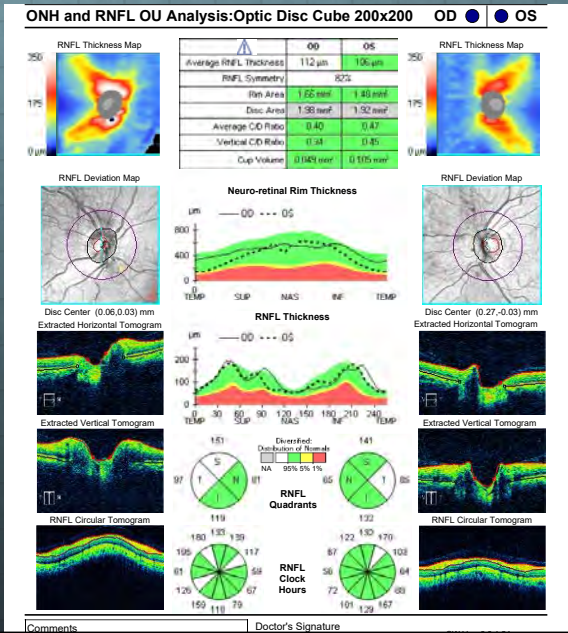 ONH and RNFL OU Analysis:Optic Disc Cube 200x200 OD OS
RNFL Thickness Map
RNFL Thickness Map
350
175
0 µm
OD OS
Average RNFL Thickness 112 µm 106 µm
RNFL Symmetry 82%
Rim Area 1.66 mm² 1.48 mm²
Disc Area 1.98 mm² 1.92 mm²
Average C/D Ratio 0.40 0.47
Vertical C/D Ratio 0.34 0.45
Cup Volume 0.049 mm³ 0.105 mm³
350
175
0 µm
RNFL Deviation Map
RNFL Deviation Map
Neuro-retinal Rim Thickness
µm OD OS
800
400
0
TEMP SUP NAS INF TEMP
Disc Center (0.06,0.03) mm
Disc Center (0.27,-0.03) mm
Extracted Horizontal Tomogram
Extracted Horizontal Tomogram
RNFL Thickness
µm OD OS
200
100
0
0 30 60 90 120 150 180 210 240
TEMP SUP NAS INF TEMP
Extracted Vertical Tomogram
Extracted Vertical Tomogram
Diversified:
Distribution of Normals
NA 95% 5% 1%
151
S
97 T N 81
I
119
RNFL
Quadrants
141
S
65 N T 85
I
132
RNFL Circular Tomogram
RNFL Circular Tomogram
180 133 139
195 117
61 59
126 67
159 118 79
RNFL
Clock
Hours
122 130 170
67 103
56 64
72 89
101 129 167
Comments
Doctor's Signature